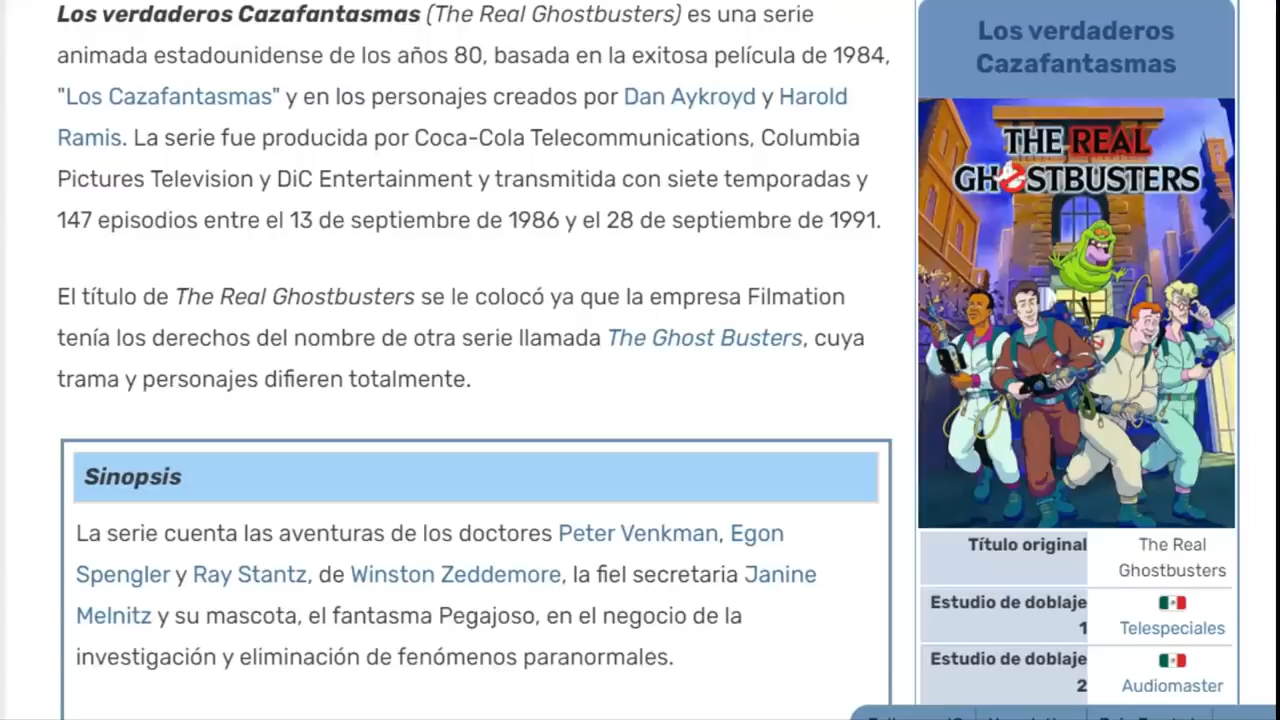 Los verdaderos Cazafantasmas (The Real Ghostbusters) es una serie
animada estadounidense de los años 80, basada en la exitosa película de 1984,
"Los Cazafantasmas" y en los personajes creados por Dan Aykroyd y Harold
Ramis. La serie fue producida por Coca-Cola Telecommunications, Columbia
Pictures Television y DiC Entertainment y transmitida con siete temporadas y
147 episodios entre el 13 de septiembre de 1986 y el 28 de septiembre de 1991.
El título de The Real Ghostbusters se le colocó ya que la empresa Filmation
tenía los derechos del nombre de otra serie llamada The Ghost Busters, cuya
trama y personajes difieren totalmente.
Sinopsis
La serie cuenta las aventuras de los doctores Peter Venkman, Egon
Spengler y Ray Stantz, de Winston Zeddemore, la fiel secretaria Janine
Melnitz y su mascota, el fantasma Pegajoso, en el negocio de la
investigación y eliminación de fenómenos paranormales.
Los verdaderos
Cazafantasmas
THE REAL
GHOSTBUSTERS
Título original
The Real
Ghostbusters
Estudio de doblaje
1
Telespeciales
Estudio de doblaje
2
Audiomaster